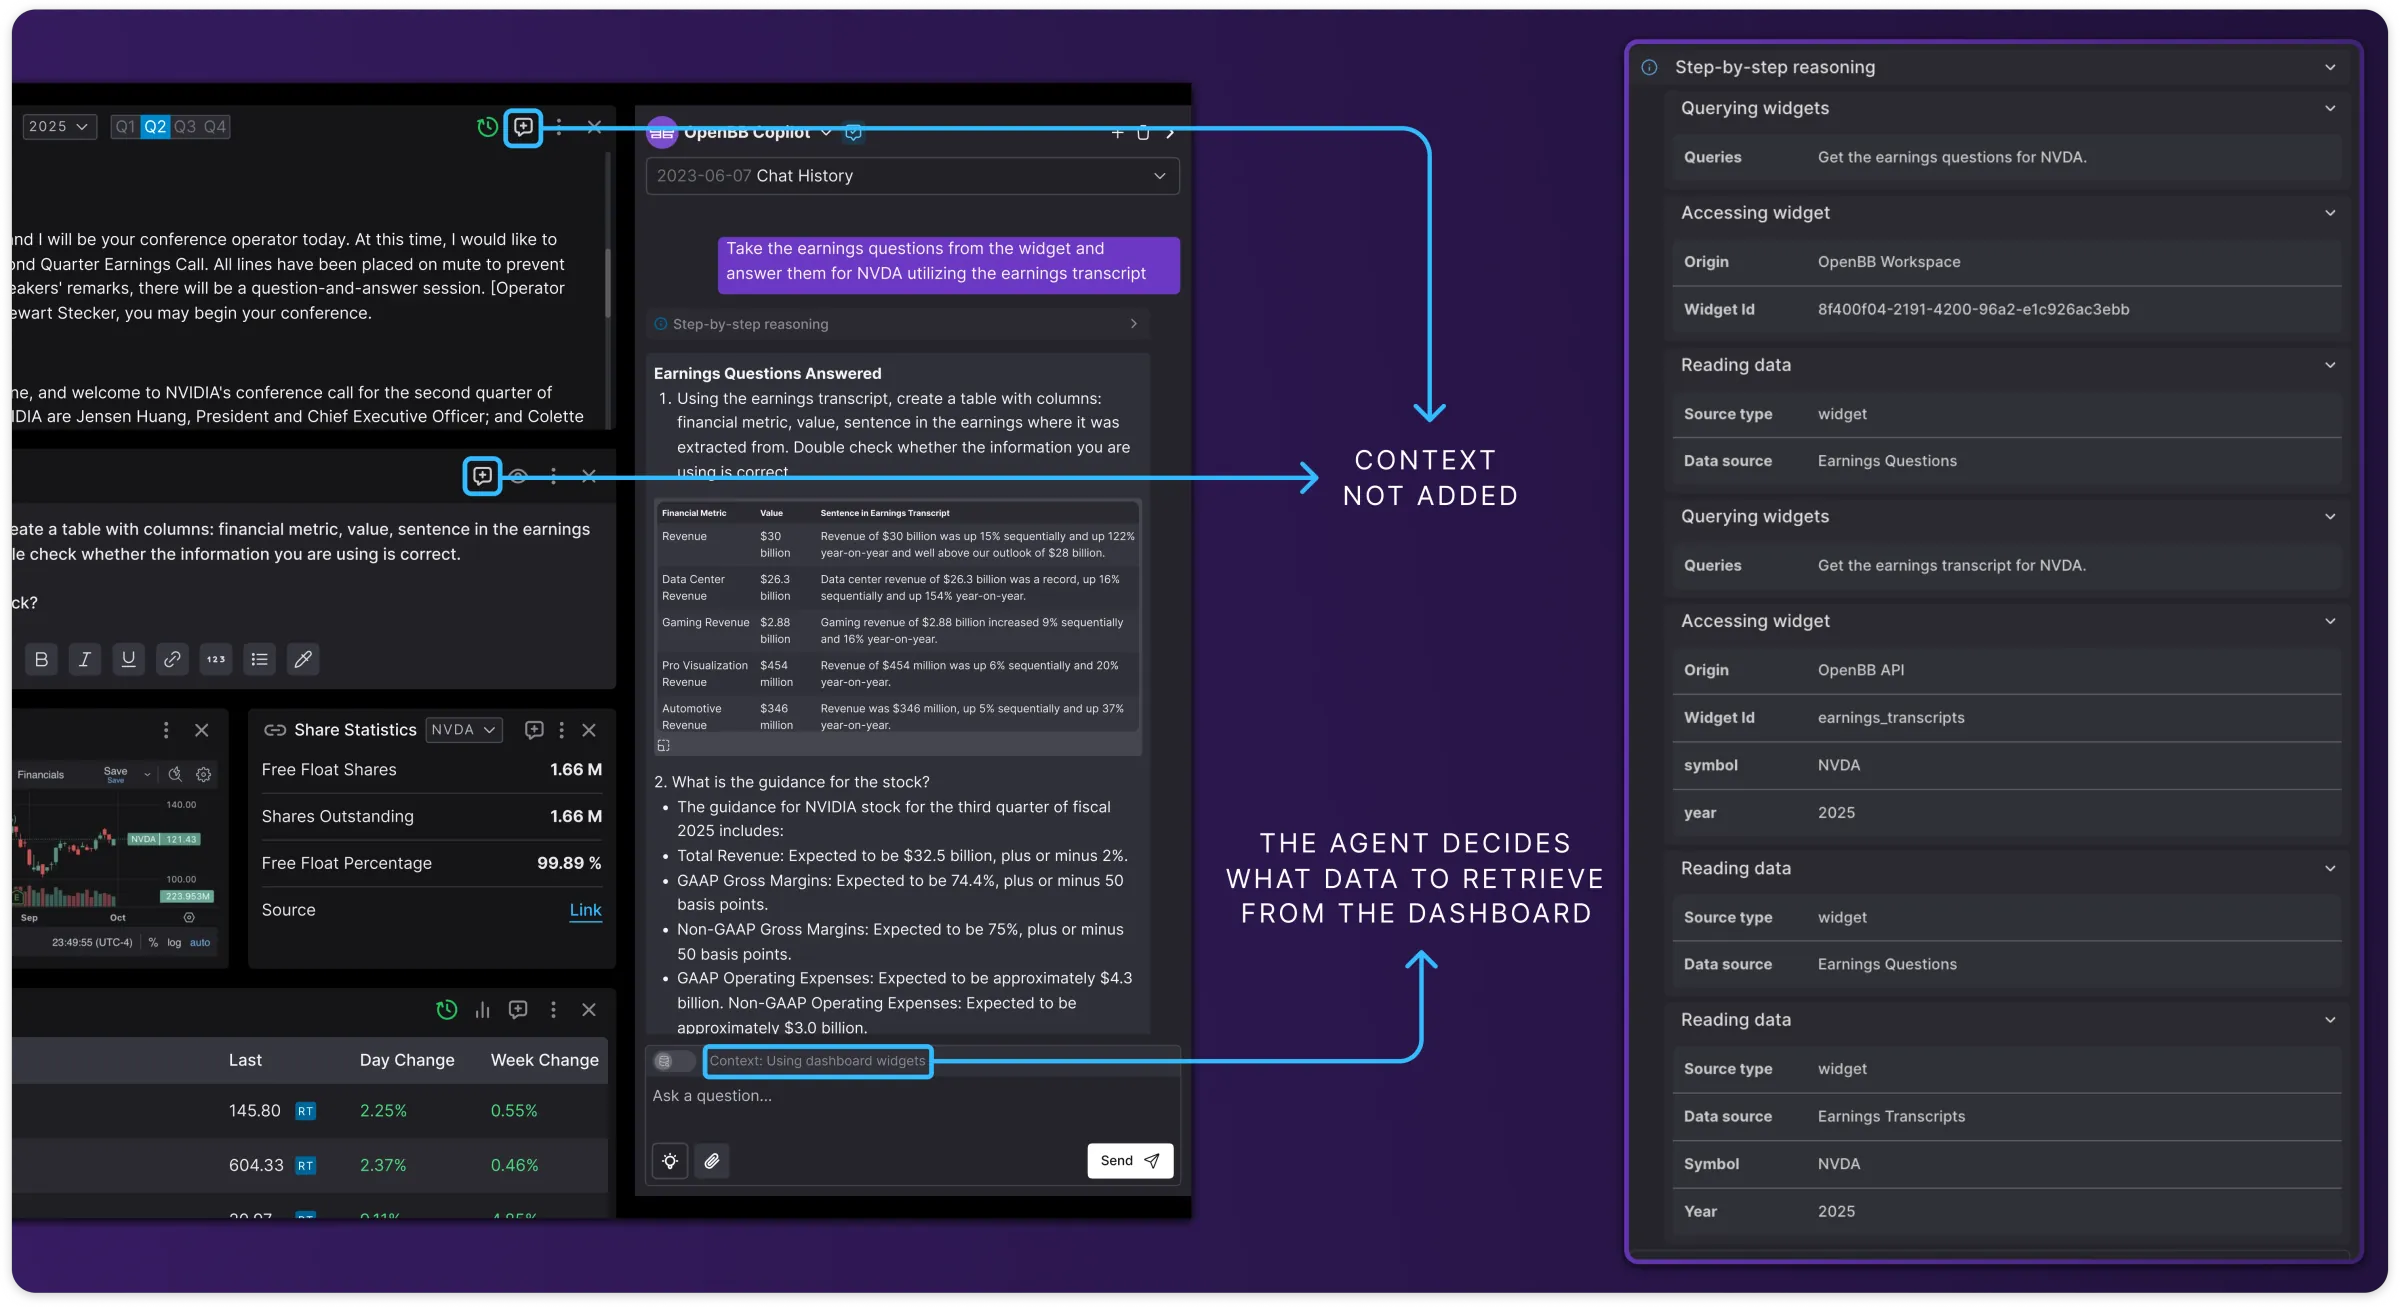 2025
Q1 Q2 Q3 Q4
and I will be your conference operator today. At this time, I would like to
ond Quarter Earnings Call. All lines have been placed on mute to prevent
eakers' remarks, there will be a question-and-answer session. [Operator
ewart Stecker, you may begin your conference.
me, and welcome to NVIDIA's conference call for the second quarter of
IDIA are Jensen Huang, President and Chief Executive Officer; and Colette
eate a table with columns: financial metric, value, sentence in the earnings
le check whether the information you are using is correct.
ck?
B I U 123
Financials Save
Save
140.00
NVDA 121.43
100.00
223.953M
E
Sep Oct
23:49:55 (UTC-4) % log auto
Share Statistics NVDA
Free Float Shares 1.66 M
Shares Outstanding 1.66 M
Free Float Percentage 99.89 %
Source Link
Last Day Change Week Change
145.80 RT 2.25% 0.55%
604.33 RT 2.37% 0.46%
OpenBB Copilot
2023-06-07 Chat History
Take the earnings questions from the widget and
answer them for NVDA utilizing the earnings transcript
Step-by-step reasoning
Earnings Questions Answered
1. Using the earnings transcript, create a table with columns:
financial metric, value, sentence in the earnings where it was
extracted from. Double check whether the information you are
using is correct
Financial Metric Value Sentence in Earnings Transcript
Revenue $30 billion Revenue of $30 billion was up 15% sequentially and up 122%
year-on-year and well above our outlook of $28 billion.
Data Center Revenue $26.3 billion Data center revenue of $26.3 billion was a record, up 16%
sequentially and up 154% year-on-year.
Gaming Revenue $2.88 billion Gaming revenue of $2.88 billion increased 9% sequentially
and 16% year-on-year.
Pro Visualization Revenue $454 million Revenue of $454 million was up 6% sequentially and 20%
year-on-year.
Automotive Revenue $346 million Revenue was $346 million, up 5% sequentially and up 37%
year-on-year.
2. What is the guidance for the stock?
• The guidance for NVIDIA stock for the third quarter of fiscal
2025 includes:
• Total Revenue: Expected to be $32.5 billion, plus or minus 2%.
• GAAP Gross Margins: Expected to be 74.4%, plus or minus 50
basis points.
• Non-GAAP Gross Margins: Expected to be 75%, plus or minus
50 basis points.
• GAAP Operating Expenses: Expected to be approximately $4.3
billion. Non-GAAP Operating Expenses: Expected to be
approximately $3.0 billion.
Context: Using dashboard widgets
Ask a question...
Send
CONTEXT
NOT ADDED
THE AGENT DECIDES
WHAT DATA TO RETRIEVE
FROM THE DASHBOARD
Step-by-step reasoning
Querying widgets
Queries Get the earnings questions for NVDA.
Accessing widget
Origin OpenBB Workspace
Widget Id 8f400f04-2191-4200-96a2-e1c926ac3ebb
Reading data
Source type widget
Data source Earnings Questions
Querying widgets
Queries Get the earnings transcript for NVDA.
Accessing widget
Origin OpenBB API
Widget Id earnings_transcripts
symbol NVDA
year 2025
Reading data
Source type widget
Data source Earnings Questions
Reading data
Source type widget
Data source Earnings Transcripts
Symbol NVDA
Year 2025